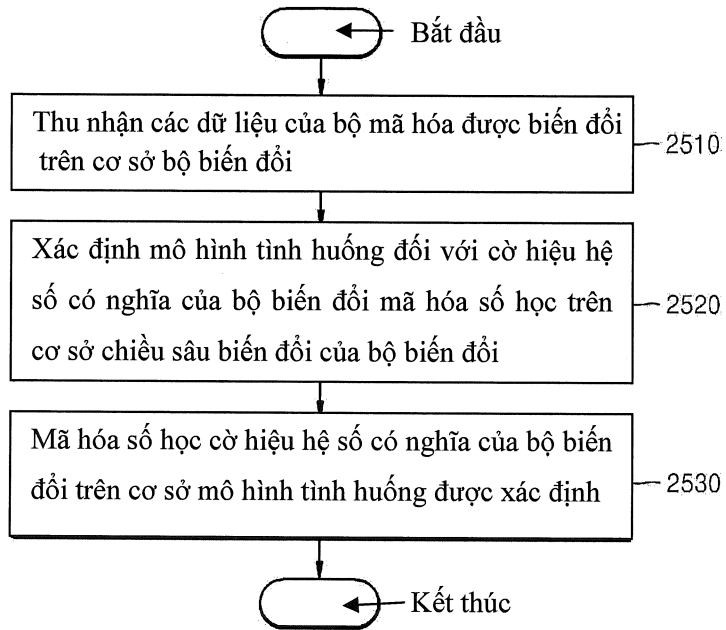 Bắt đầu
Thu nhận các dữ liệu của bộ mã hóa được biến đổi
trên cơ sở bộ biến đổi
2510
Xác định mô hình tình huống đối với cờ hiệu hệ
số có nghĩa của bộ biến đổi mã hóa số học trên
cơ sở chiều sâu biến đổi của bộ biến đổi
2520
Mã hóa số học cờ hiệu hệ số có nghĩa của bộ biến
đổi trên cơ sở mô hình tình huống được xác định
2530
Kết thúc